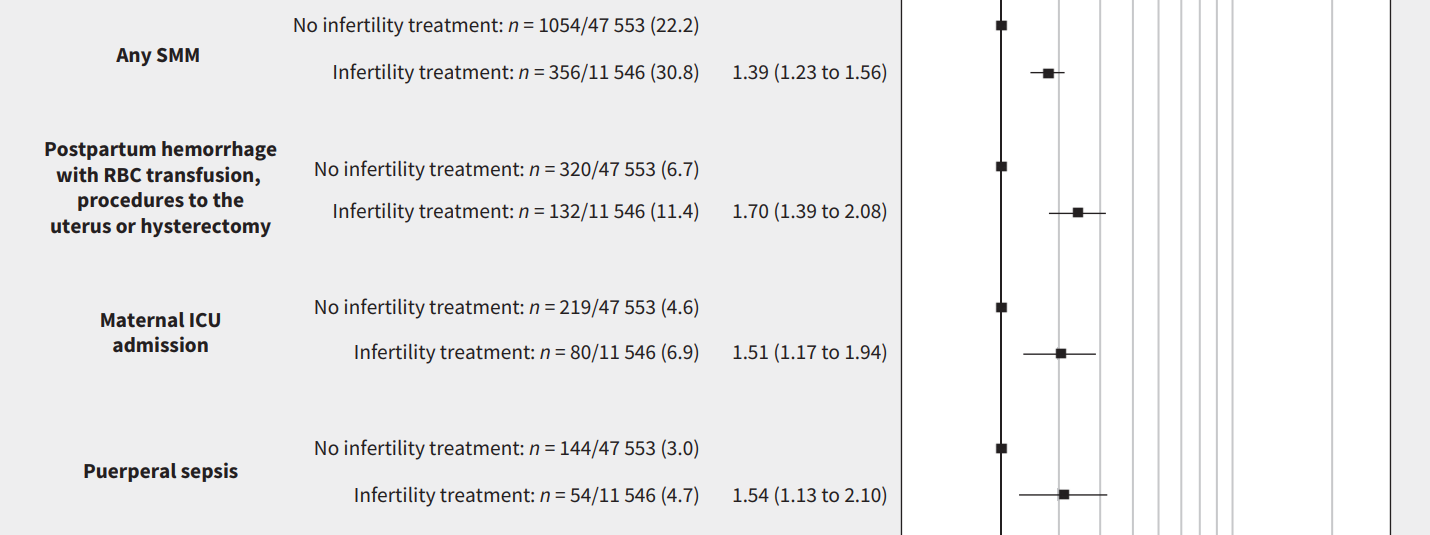 No infertility treatment: n = 1054/47 553 (22.2)
Any SMM
Infertility treatment: n = 356/11 546 (30.8) 1.39 (1.23 to 1.56)
Postpartum hemorrhage
with RBC transfusion,
procedures to the
uterus or hysterectomy
No infertility treatment: n = 320/47 553 (6.7)
Infertility treatment: n = 132/11 546 (11.4) 1.70 (1.39 to 2.08)
Maternal ICU
admission
No infertility treatment: n = 219/47 553 (4.6)
Infertility treatment: n = 80/11 546 (6.9) 1.51 (1.17 to 1.94)
No infertility treatment: n = 144/47 553 (3.0)
Puerperal sepsis
Infertility treatment: n = 54/11 546 (4.7) 1.54 (1.13 to 2.10)